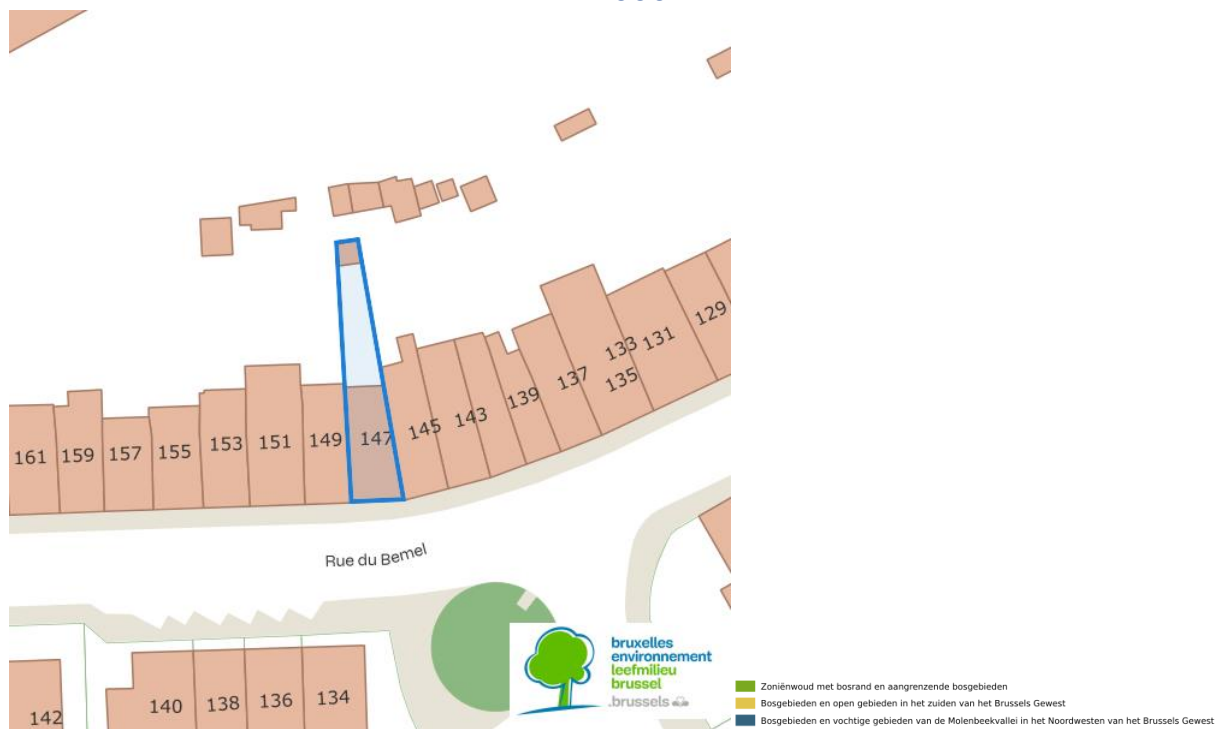 161 159 157 155 153 151 149 147 145 143 139 137 133 135 131 129
Rue du Bemel
142 140 138 136 134
bruxelles
environnement
leefmilieu
brussel
.brussels
Zoniënwoud met bosrand en aangrenzende bosgebieden
Bosgebieden en open gebieden in het zuiden van het Brussels Gewest
Bosgebieden en vochtige gebieden van de Molenbeekvallei in het Noordwesten van het Brussels Gewest